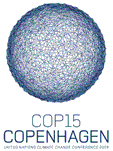 COP15
COPENHAGEN
UNITED NATIONS CLIMATE CHANGE CONFERENCE 2009